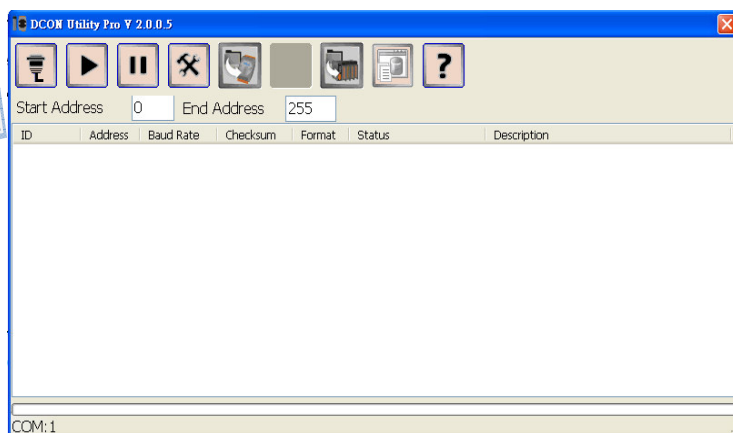 DCON Utility Pro V 2.0.0.5
?
Start Address 0 End Address 255
ID Address Baud Rate Checksum Format Status Description
COM:1